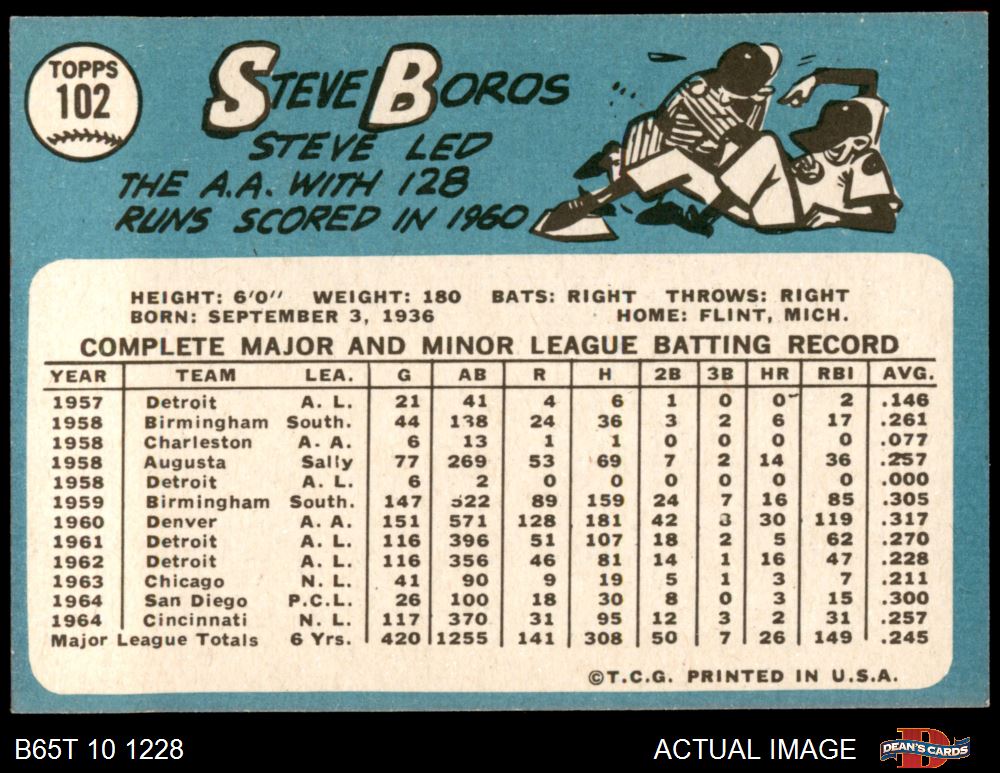 TOPPS
102
STEVE BOROS
STEVE LED
THE A.A. WITH 128
RUNS SCORED IN 1960
HEIGHT: 6'0" WEIGHT: 180 BATS: RIGHT THROWS: RIGHT
BORN: SEPTEMBER 3, 1936 HOME: FLINT, MICH.
COMPLETE MAJOR AND MINOR LEAGUE BATTING RECORD
YEAR TEAM LEA. G AB R H 2B 3B HR RBI AVG.
1957 Detroit A. L. 21 41 4 6 1 0 0 2 .146
1958 Birmingham South. 44 138 24 36 3 2 6 17 .261
1958 Charleston A. A. 6 13 1 1 0 0 0 0 .077
1958 Augusta Sally 77 269 53 69 7 2 14 36 .257
1958 Detroit A. L. 6 2 0 0 0 0 0 0 .000
1959 Birmingham South. 147 522 89 159 24 7 16 85 .305
1960 Denver A. A. 151 571 128 181 42 3 30 119 .317
1961 Detroit A. L. 116 396 51 107 18 2 5 62 .270
1962 Detroit A. L. 116 356 46 81 14 1 16 47 .228
1963 Chicago N. L. 41 90 9 19 5 1 3 7 .211
1964 San Diego P.C.L. 26 100 18 30 8 0 3 15 .300
1964 Cincinnati N. L. 117 370 31 95 12 3 2 31 .257
Major League Totals 6 Yrs. 420 1255 141 308 50 7 26 149 .245
©T.C.G. PRINTED IN U.S.A.
B65T 10 1228 ACTUAL IMAGE DEAN'S CARDS